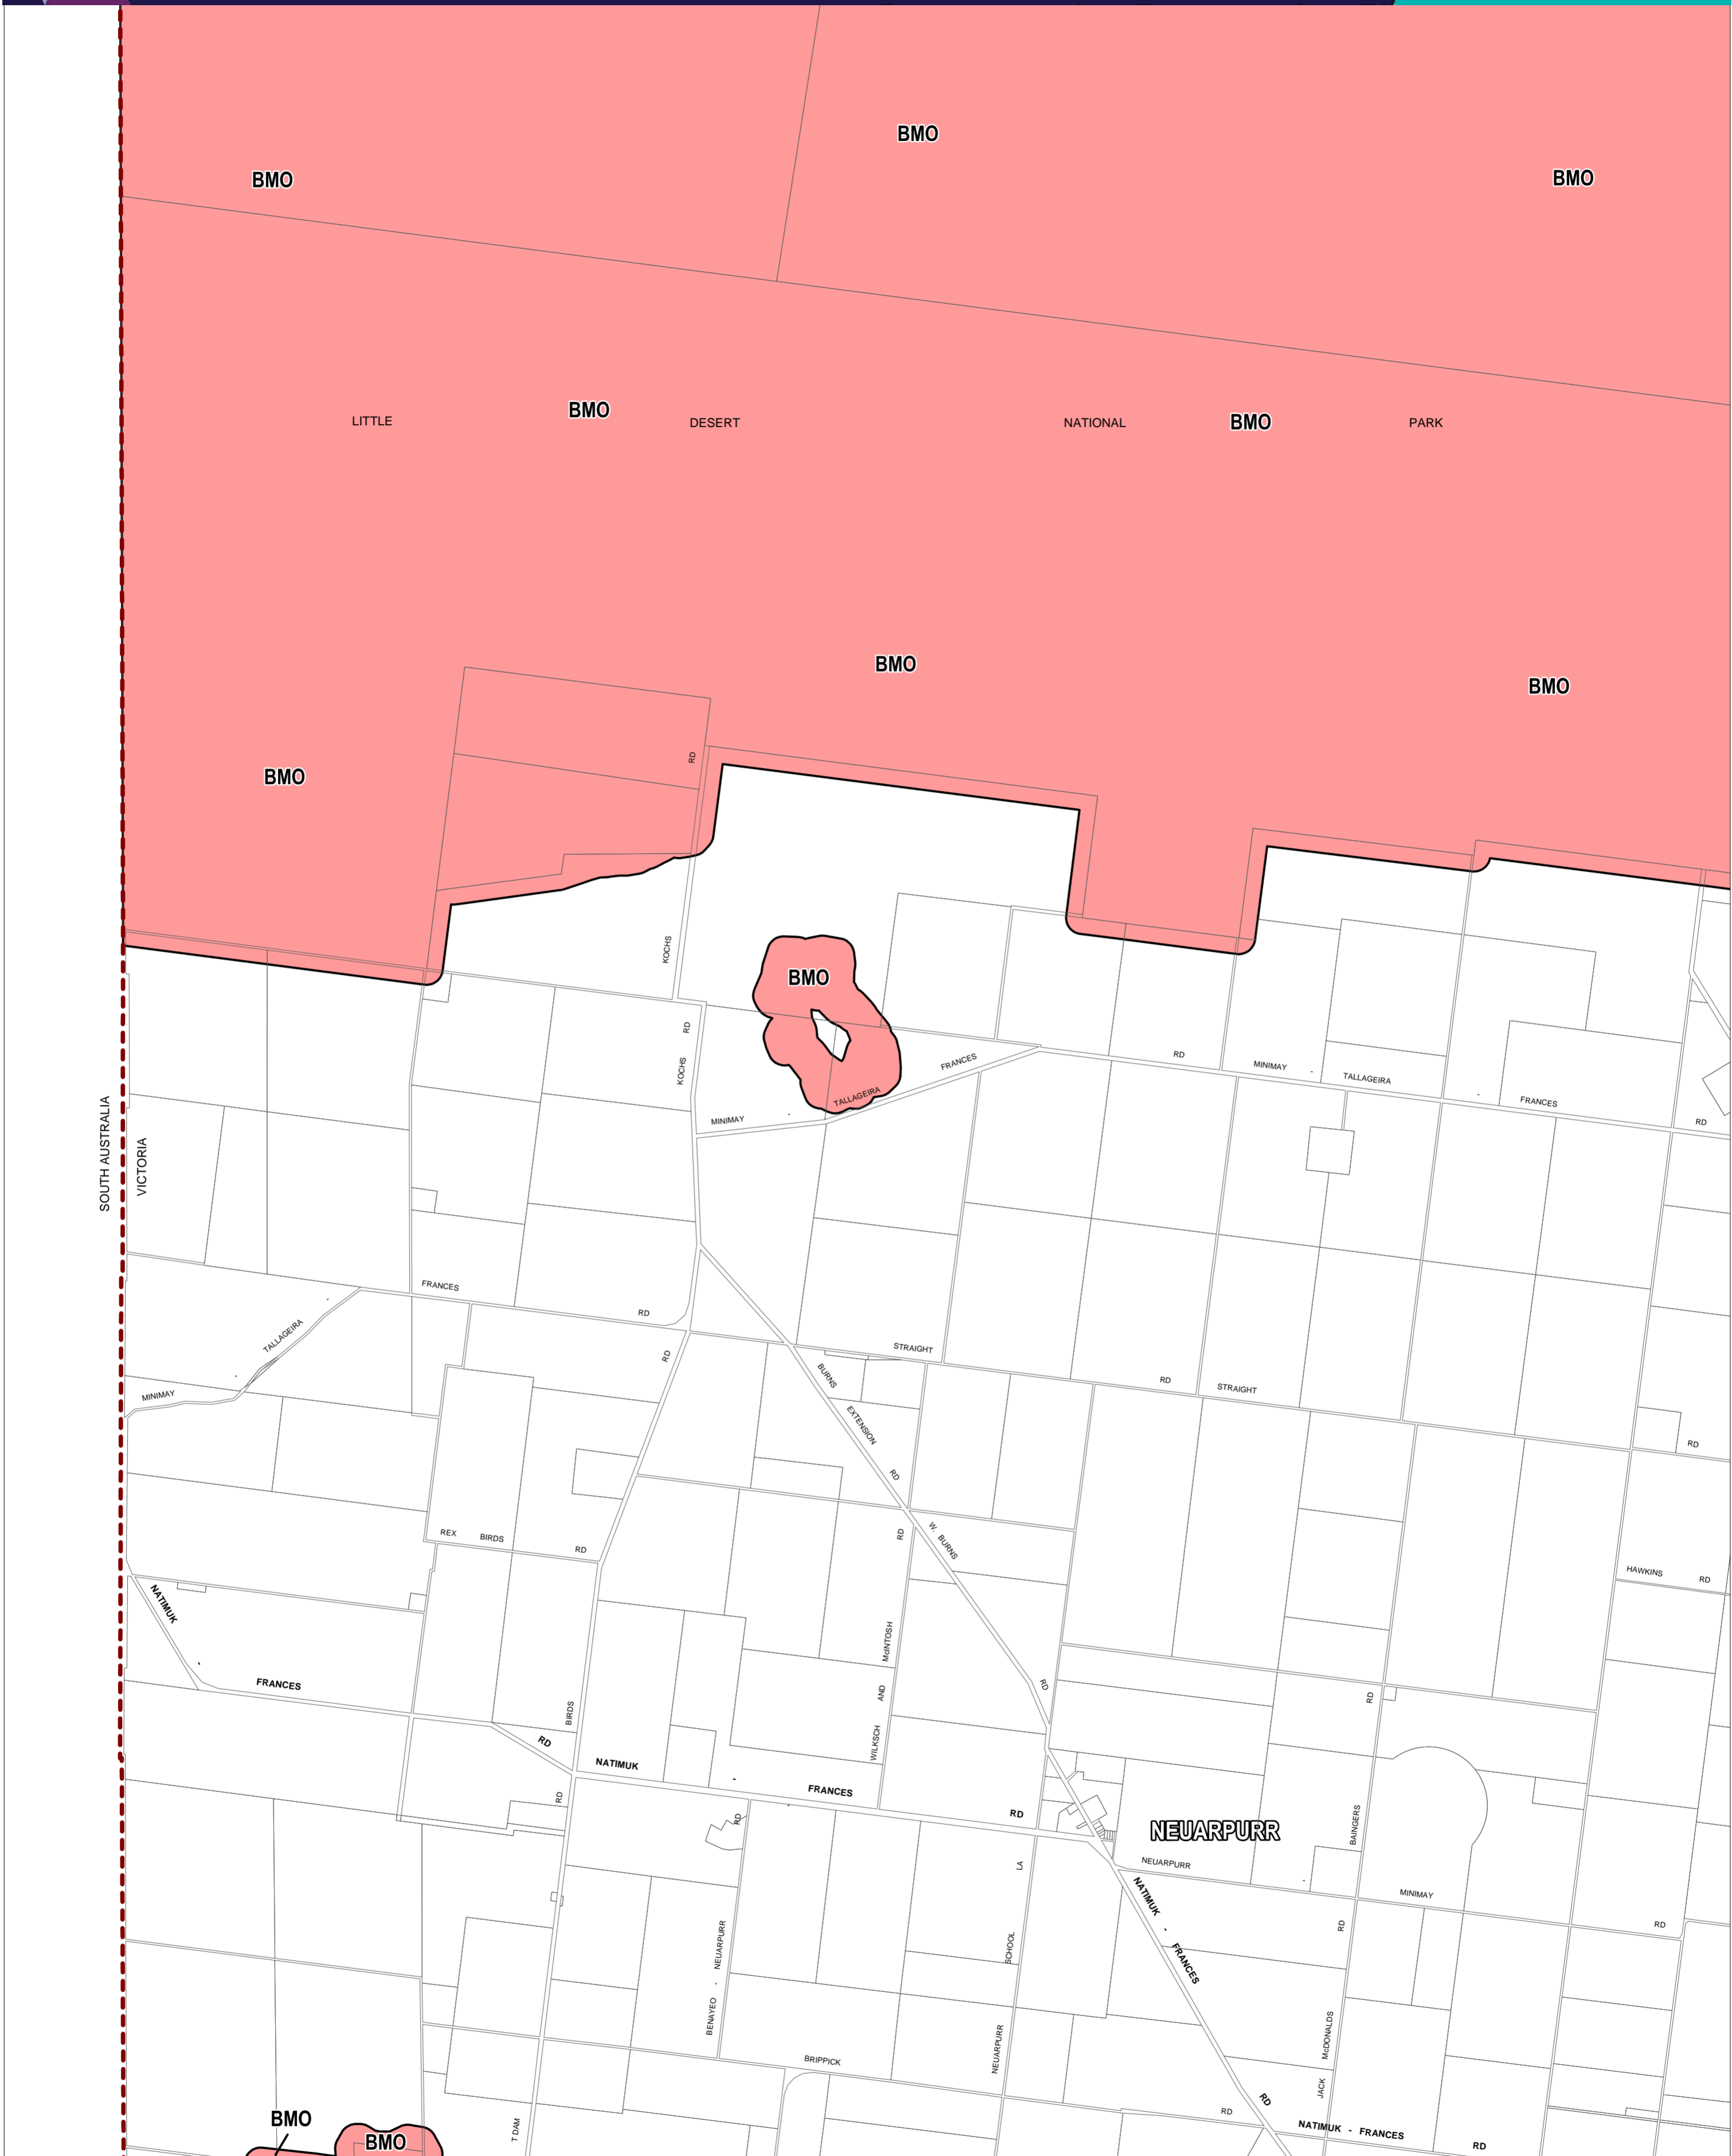 BMO
BMO
BMO
BMO
LITTLE DESERT NATIONAL PARK
BMO
BMO
BMO
RD
BMO
KOCHS
BMO
RD
KOCHS
FRANCES
RD
MINIMAY - TALLAGEIRA
TALLAGEIRA
MINIMAY -
- FRANCES
RD
SOUTH AUSTRALIA
VICTORIA
FRANCES
RD
TALLAGEIRA
-
-
MINIMAY
STRAIGHT
RD
RD
STRAIGHT
BURNS
EXTENSION
RD
RD
REX BIRDS RD
RD
W. BURNS
HAWKINS RD
NATIMUK
-
FRANCES
McINTOSH
AND
WILKSCH
RD
RD
BIRDS
RD
NATIMUK
-
FRANCES
RD
RD
RD
-
NEUARPURR
BAINGERS
NEUARPURR
-
MINIMAY
RD
LA
SCHOOL
NEUARPURR
NATIMUK
-
FRANCES
RD
RD
McDONALDS
JACK
BENAYEO - NEUARPURR
BRIPPICK
RD
NATIMUK - FRANCES
RD
T DAM
BMO
BMO